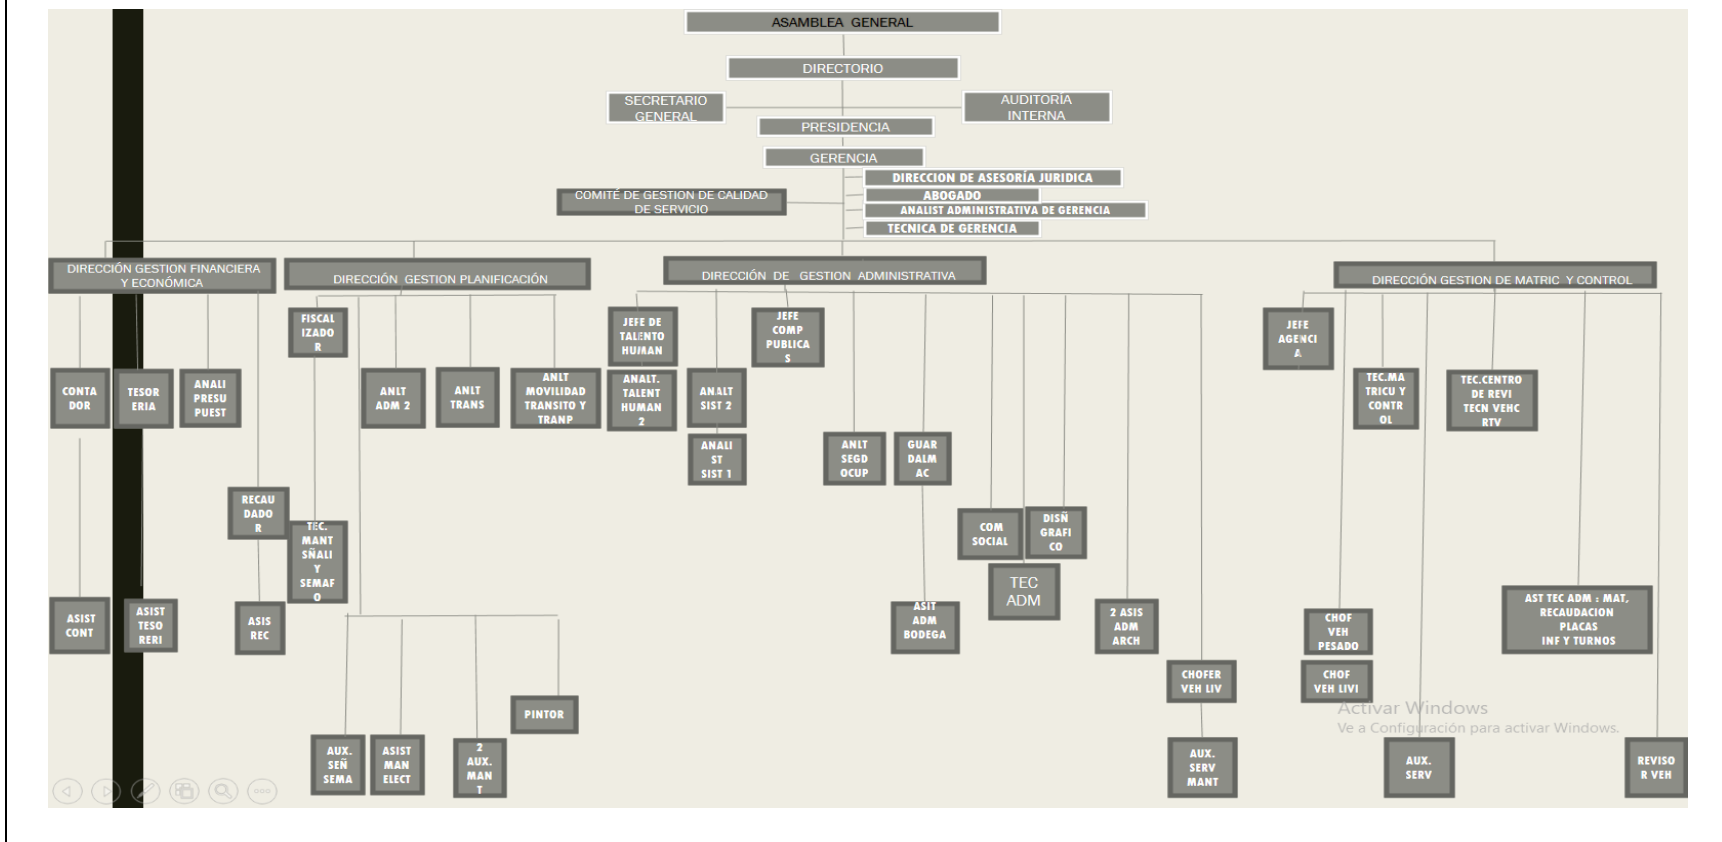 ASAMBLEA GENERAL
DIRECTORIO
SECRETARIO
GENERAL
AUDITORÍA
INTERNA
PRESIDENCIA
GERENCIA
DIRECCION DE ASESORÍA JURIDICA
ABOGADO
ANALIST ADMINISTRATIVA DE GERENCIA
TECNICA DE GERENCIA
COMITÉ DE GESTION DE CALIDAD
DE SERVICIO
DIRECCIÓN GESTION FINANCIERA
Y ECONÓMICA
DIRECCIÓN GESTION PLANIFICACIÓN
DIRECCIÓN DE GESTION ADMINISTRATIVA
DIRECCIÓN GESTION DE MATRIC Y CONTROL
FISCAL
IZADO
R
JEFE DE
TALENTO
HUMAN
JEFE
COMP
PUBLICA
S
JEFE
AGENCI
A
CONTA
DOR
TESOR
ERIA
ANALI
PRESU
PUEST
ANLT
ADM 2
ANLT
TRANS
ANLT
MOVILIDAD
TRANSITO Y
TRANP
ANALT.
TALENT
HUMAN
2
ANALT
SIST 2
TEC.MA
TRICU Y
CONTR
OL
TEC.CENTRO
DE REVI
TECN VEHC
RTV
ANALI
ST
SIST 1
ANLT
SEGD
OCUP
GUAR
DALM
AC
RECAU
DADO
R
TEC.
MANT
SÑALI
Y
SEMAF
O
COM
SOCIAL
DISÑ
GRAFI
CO
TEC
ADM
ASIST
CONT
ASIST
TESO
RERI
ASIS
REC
ASIT
ADM
BODEGA
2 ASIS
ADM
ARCH
CHOF
VEH
PESADO
AST TEC ADM : MAT,
RECAUDACION
PLACAS
INF Y TURNOS
CHOFER
VEH LIV
CHOF
VEH LIVI
PINTOR
AUX.
SEÑ
SEMA
ASIST
MAN
ELECT
2
AUX.
MAN
T
AUX.
SERV
MANT
AUX.
SERV
REVISO
R VEH
Activar Windows
Ve a Configuración para activar Windows.